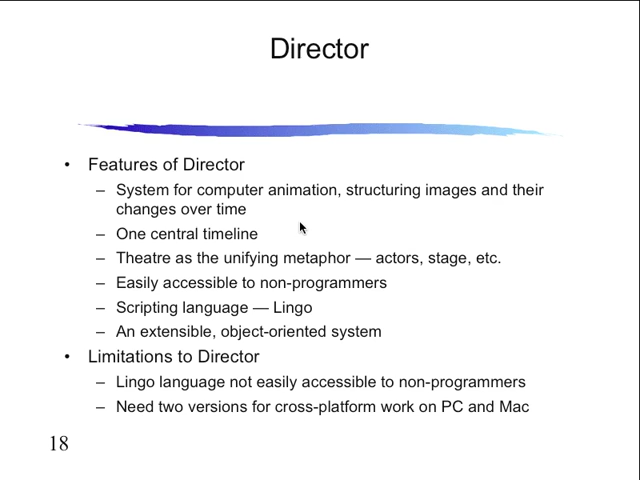 Director
• Features of Director
– System for computer animation, structuring images and their
changes over time
– One central timeline
– Theatre as the unifying metaphor — actors, stage, etc.
– Easily accessible to non-programmers
– Scripting language — Lingo
– An extensible, object-oriented system
• Limitations to Director
– Lingo language not easily accessible to non-programmers
– Need two versions for cross-platform work on PC and Mac
18